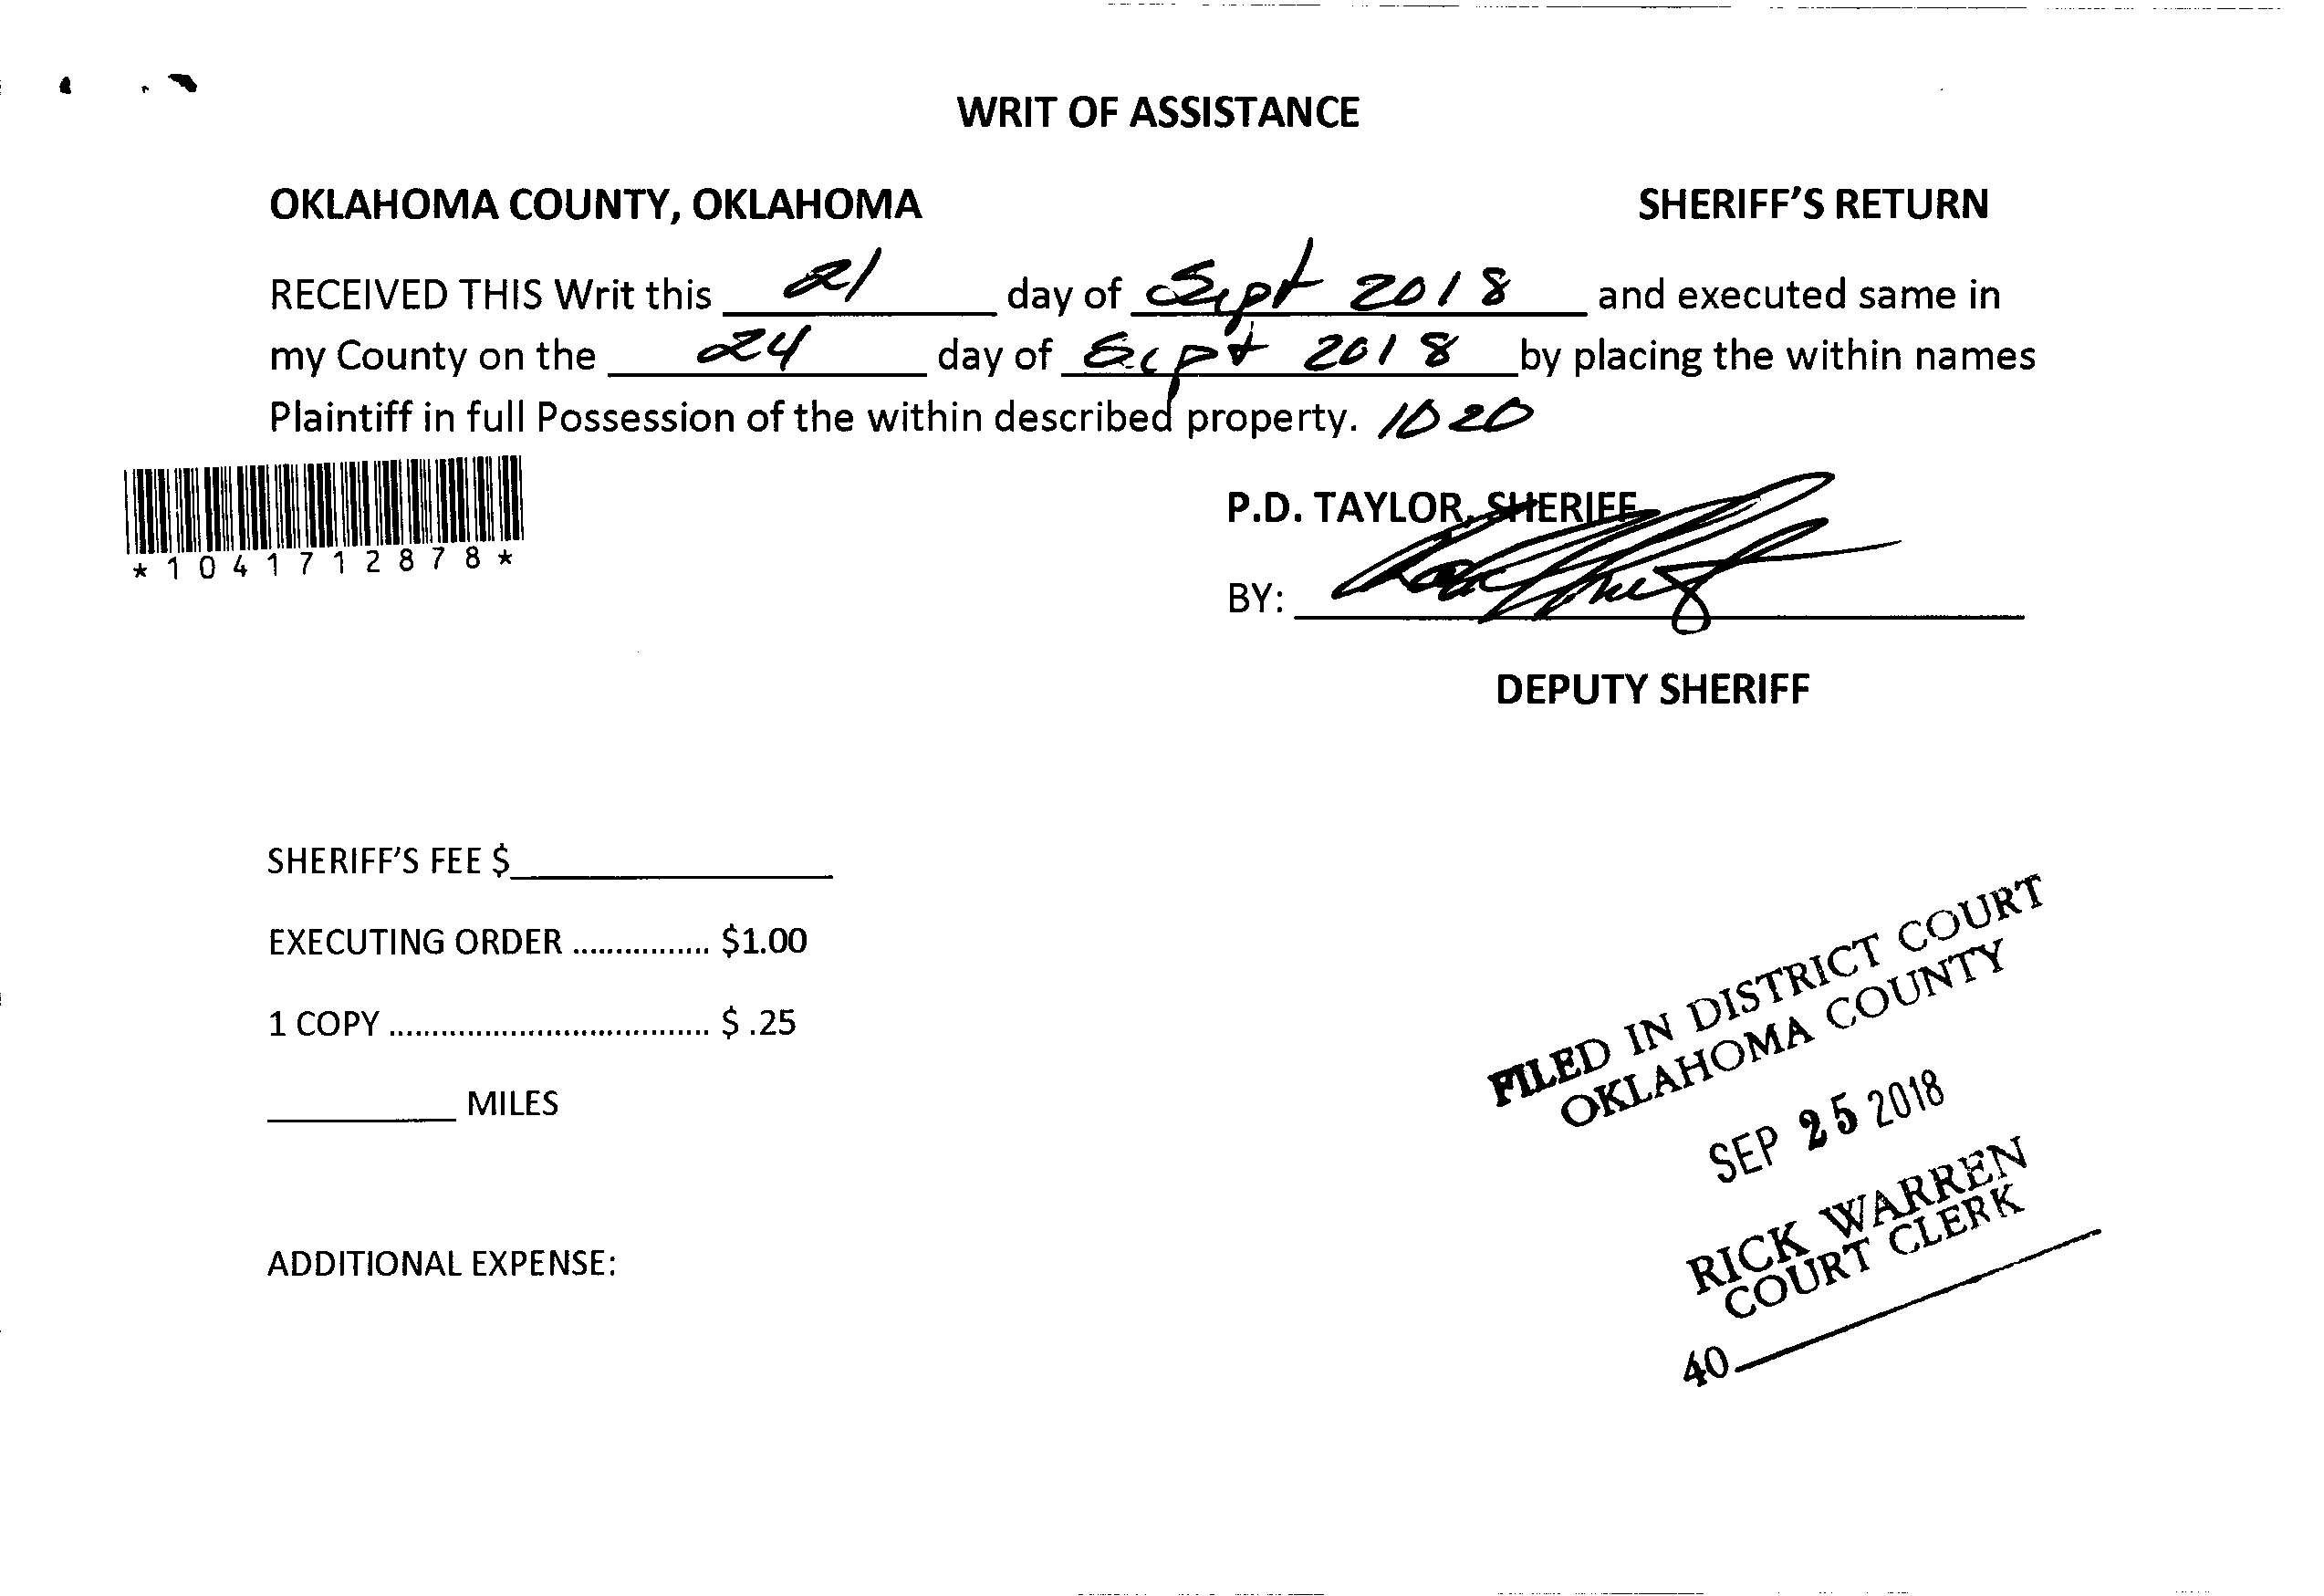 WRIT OF ASSISTANCE
OKLAHOMA COUNTY, OKLAHOMA SHERIFF'S RETURN
RECEIVED THIS Writ this 21 day of Sept 2018 and executed same in
my County on the 24 day of Sept 2018 by placing the within names
Plaintiff in full Possession of the within described property. 1020
*1041712878*
P.D. TAYLOR, SHERIFF
BY:
DEPUTY SHERIFF
SHERIFF'S FEE $
EXECUTING ORDER ................ $1.00
1 COPY ..................................... $ .25
MILES
ADDITIONAL EXPENSE:
FILED IN DISTRICT COURT
OKLAHOMA COUNTY
SEP 25 2018
RICK WARREN
COURT CLERK
40